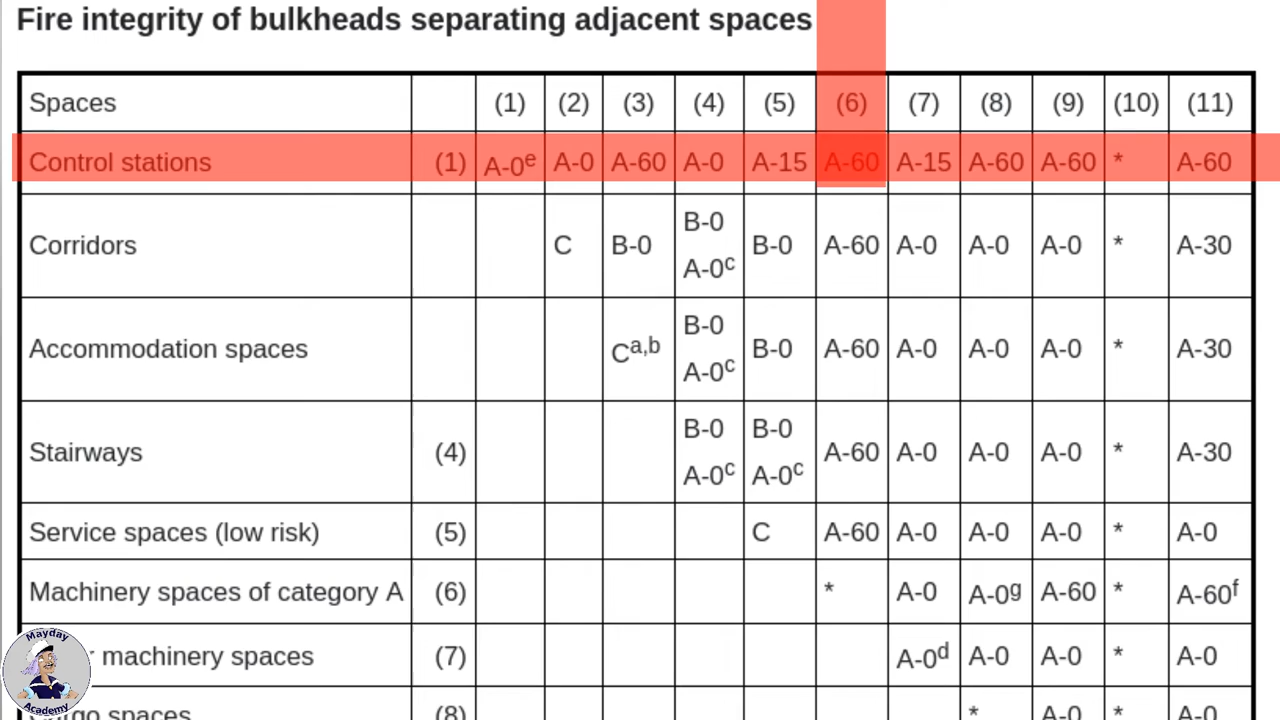 Fire integrity of bulkheads separating adjacent spaces
Spaces (1) (2) (3) (4) (5) (6) (7) (8) (9) (10) (11)
Control stations (1) A-0e A-0 A-60 A-0 A-15 A-60 A-15 A-60 A-60 * A-60
Corridors C B-0 B-0 A-0c B-0 A-60 A-0 A-0 A-0 * A-30
Accommodation spaces Ca,b B-0 A-0c B-0 A-60 A-0 A-0 A-0 * A-30
Stairways (4) B-0 A-0c B-0 A-0c A-60 A-0 A-0 A-0 * A-30
Service spaces (low risk) (5) C A-60 A-0 A-0 A-0 * A-0
Machinery spaces of category A (6) * A-0 A-0g A-60 * A-60f
machinery spaces (7) A-0d A-0 A-0 * A-0
spaces (8) * A-0 * A-0
Mayday
Academy